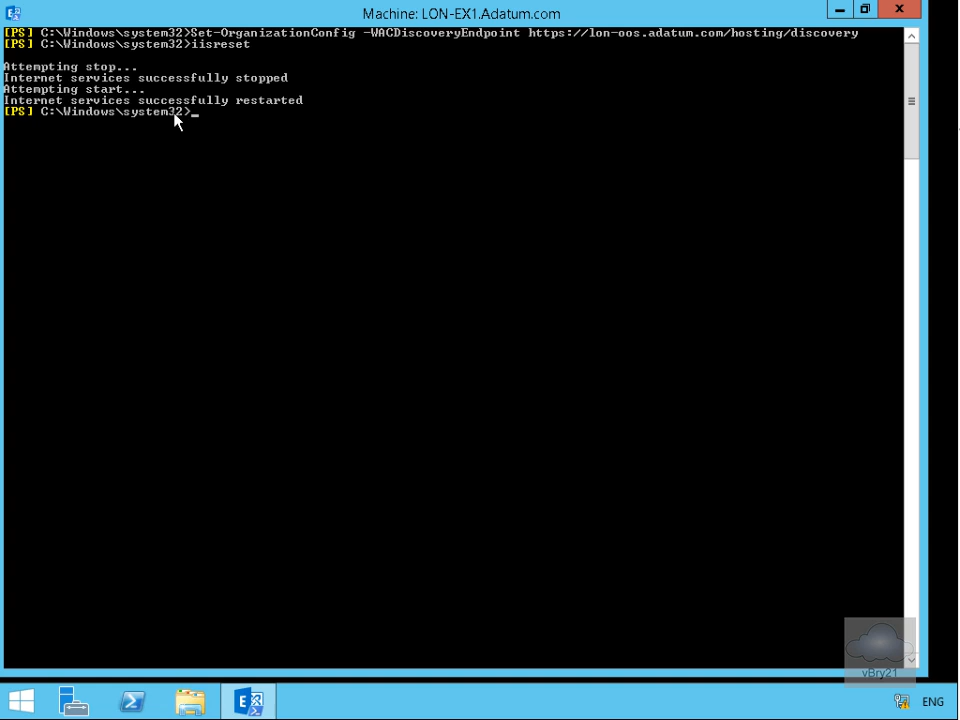 Machine: LON-EX1.Adatum.com
[PS] C:\Windows\system32>Set-OrganizationConfig -WACDiscoveryEndpoint https://lon-oos.adatum.com/hosting/discovery
[PS] C:\Windows\system32>iisreset
Attempting stop...
Internet services successfully stopped
Attempting start...
Internet services successfully restarted
[PS] C:\Windows\system32>_
vBry21
ENG